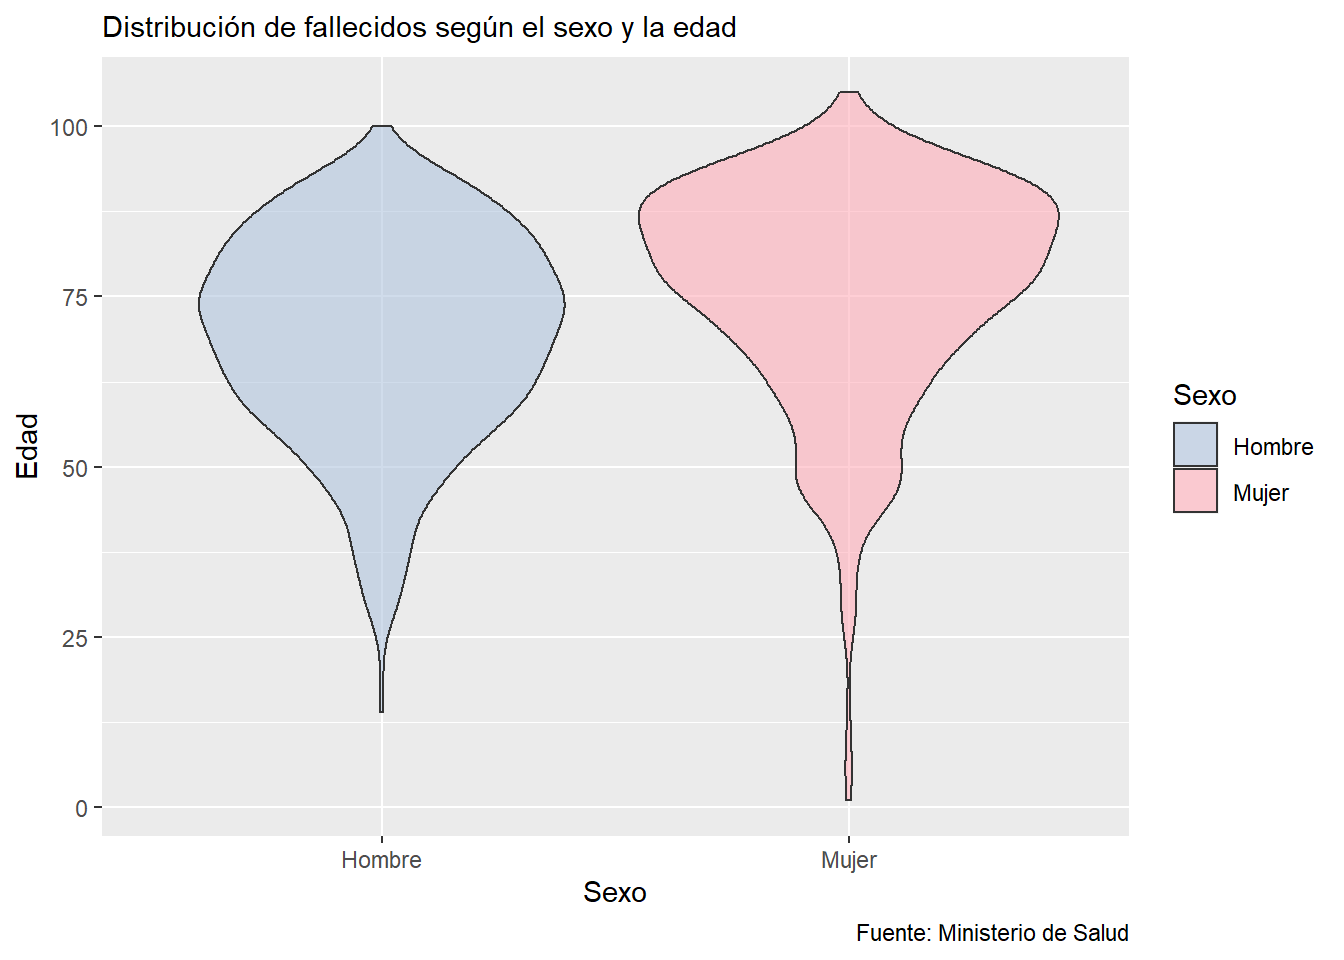 Distribución de fallecidos según el sexo y la edad
Edad
100
75
50
25
0
Hombre
Mujer
Sexo
Sexo
Hombre
Mujer
Fuente: Ministerio de Salud